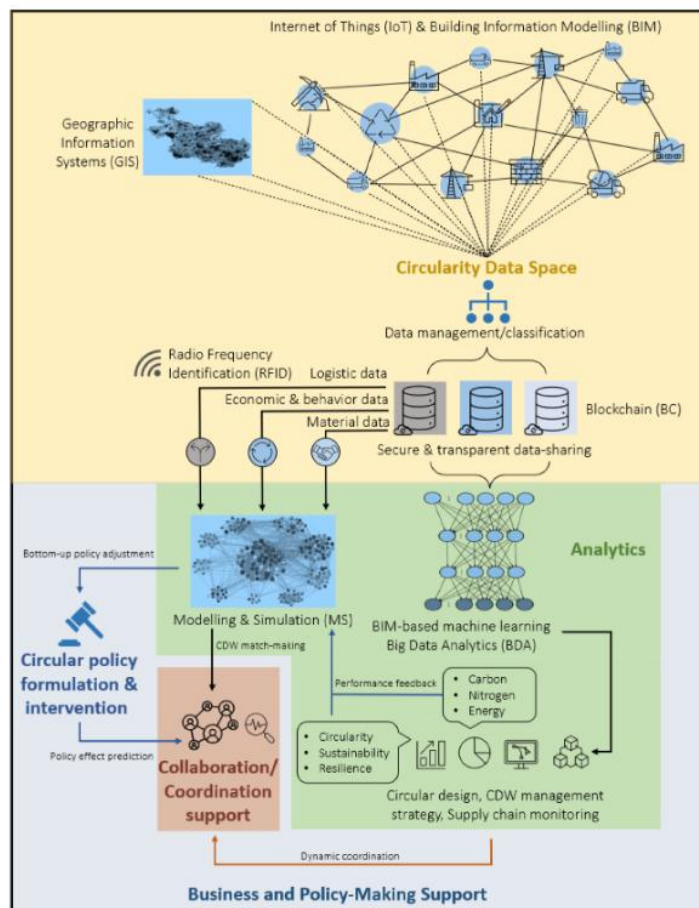 Internet of Things (IoT) & Building Information Modelling (BIM)
Geographic
Information
Systems (GIS)
Circularity Data Space
Data management/classification
Radio Frequency
Identification (RFID)
Logistic data
Economic & behavior data
Material data
Blockchain (BC)
Secure & transparent data-sharing
Analytics
Bottom-up policy adjustment
Modelling & Simulation (MS)
BIM-based machine learning
Big Data Analytics (BDA)
CDW match-making
Circular policy
formulation &
intervention
Performance feedback
• Carbon
• Nitrogen
• Energy
• Circularity
• Sustainability
• Resilience
Policy effect prediction
Collaboration/
Coordination
support
Circular design, CDW management
strategy, Supply chain monitoring
Dynamic coordination
Business and Policy-Making Support